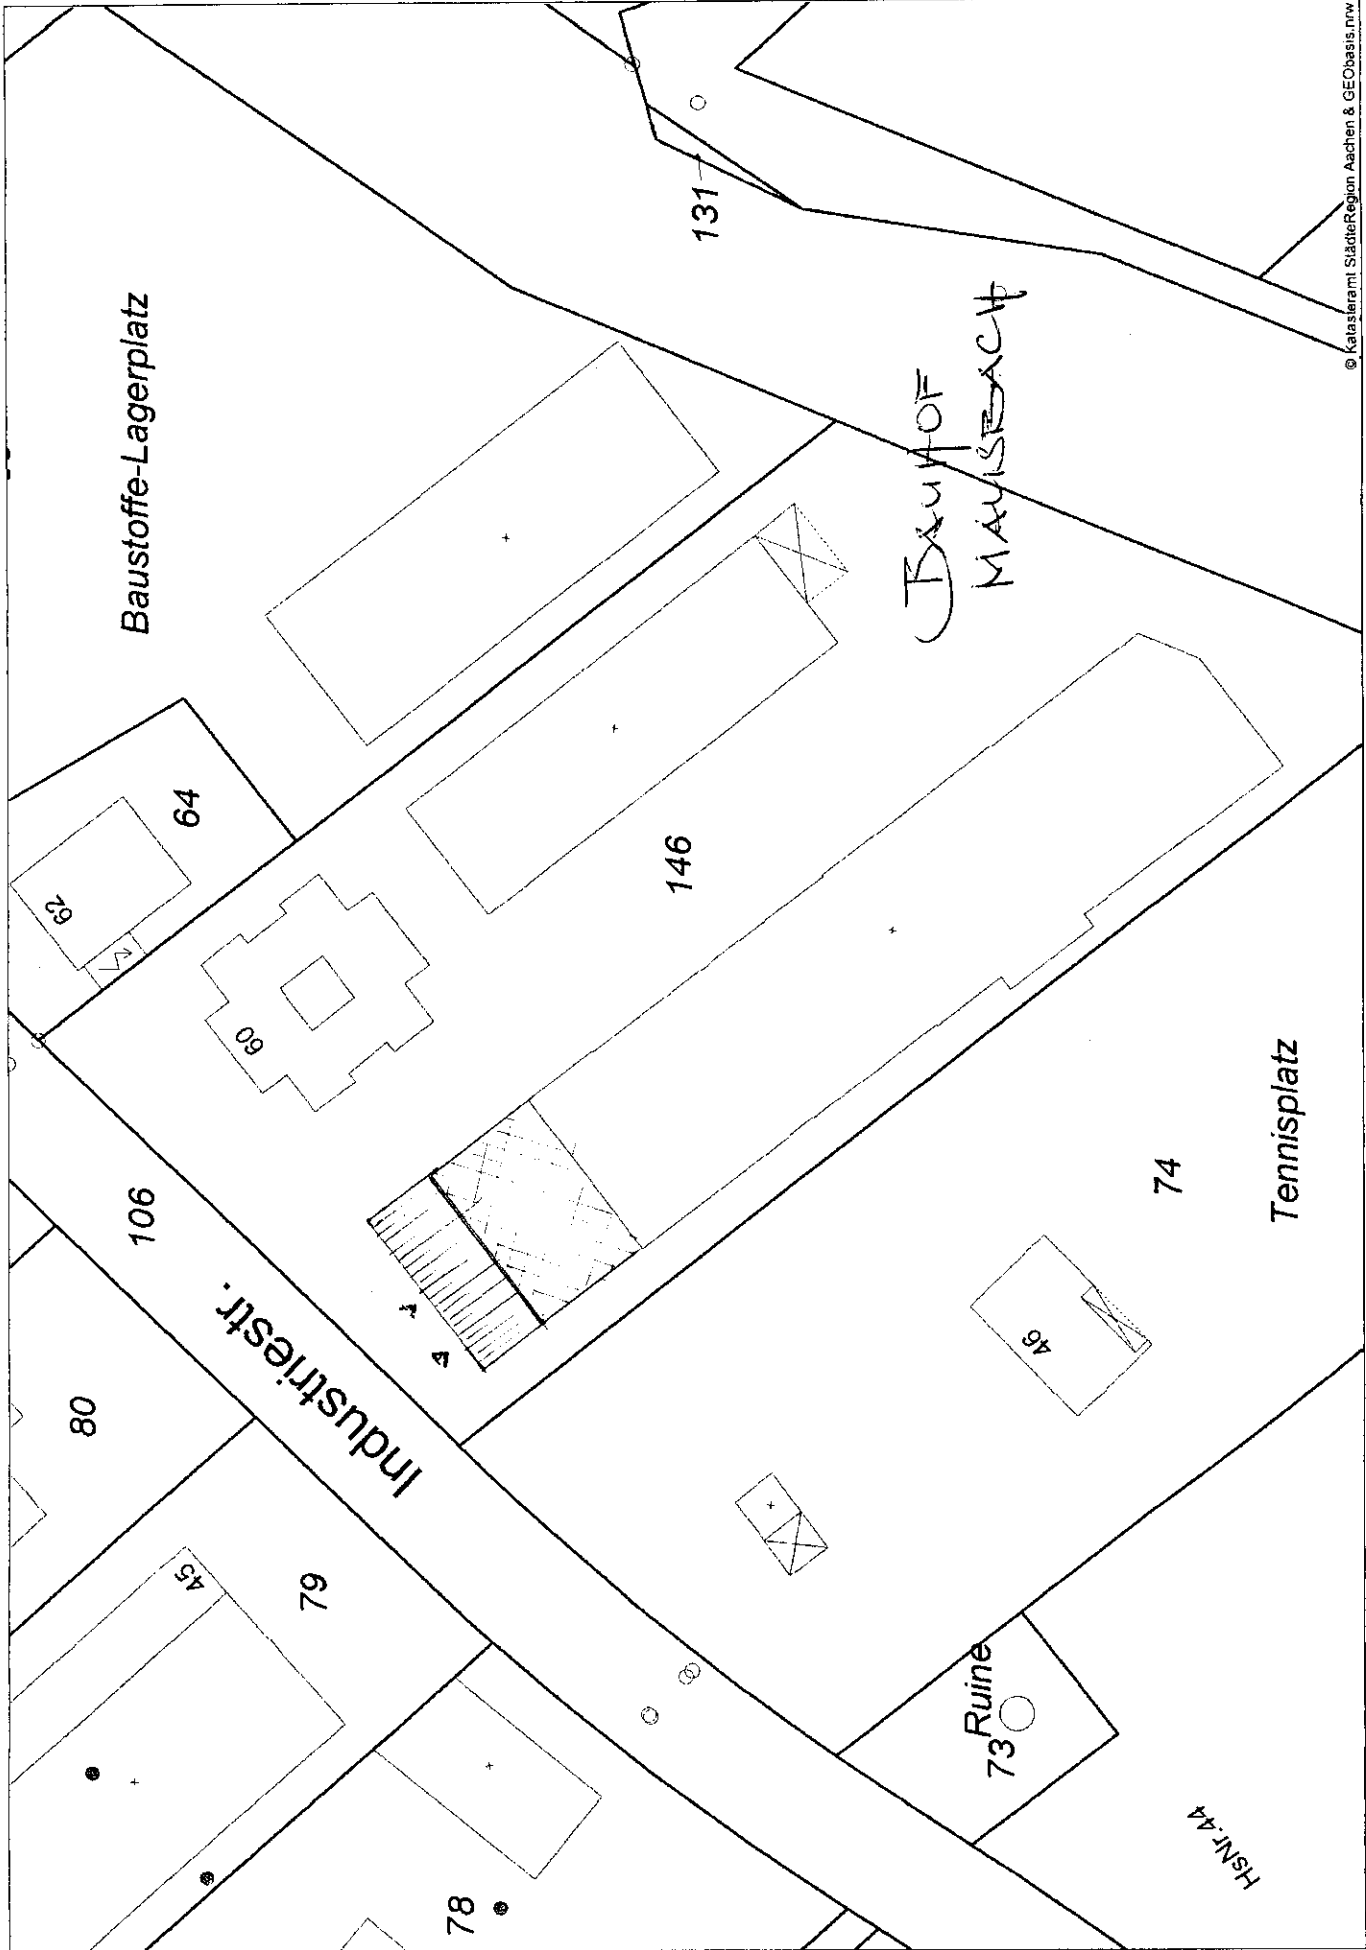 Baustoffe-Lagerplatz
131
62
64
BAUHOF
MAUSBACH
60
146
106
Industriestr.
80
74
Tennisplatz
46
45
79
Ruine
73
78
HsNr.44
© Katasteramt StädteRegion Aachen & GEObasis.nrw